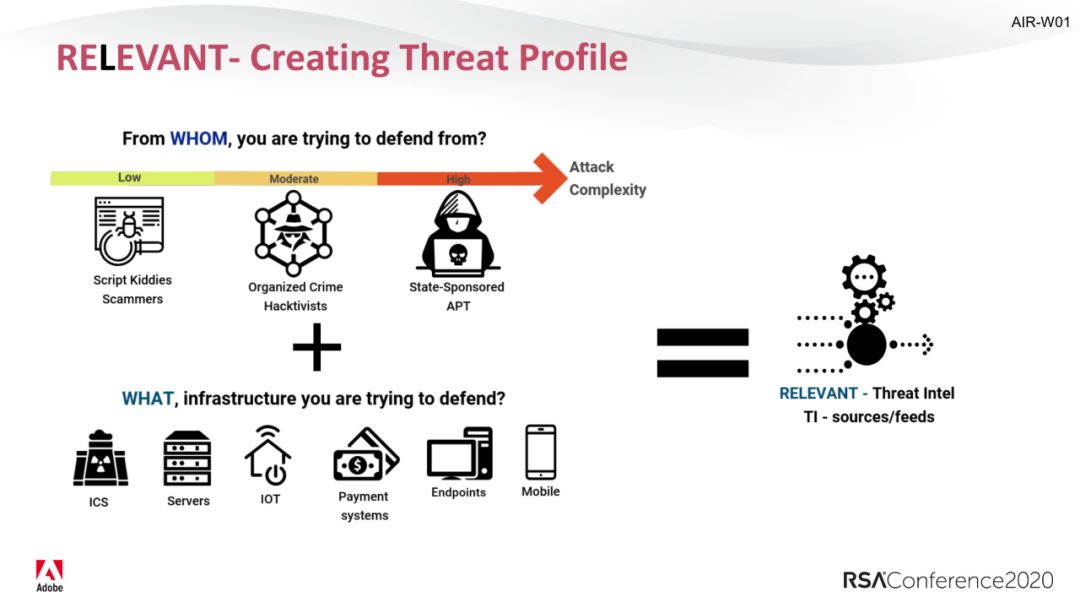 AIR-W01
RELEVANT- Creating Threat Profile
From WHOM, you are trying to defend from?
Low
Moderate
High
Attack
Complexity
Script Kiddies
Scammers
Organized Crime
Hacktivists
State-Sponsored
APT
WHAT, infrastructure you are trying to defend?
ICS
Servers
IOT
Payment
systems
Endpoints
Mobile
RELEVANT - Threat Intel
TI - sources/feeds
Adobe
RSAConference2020